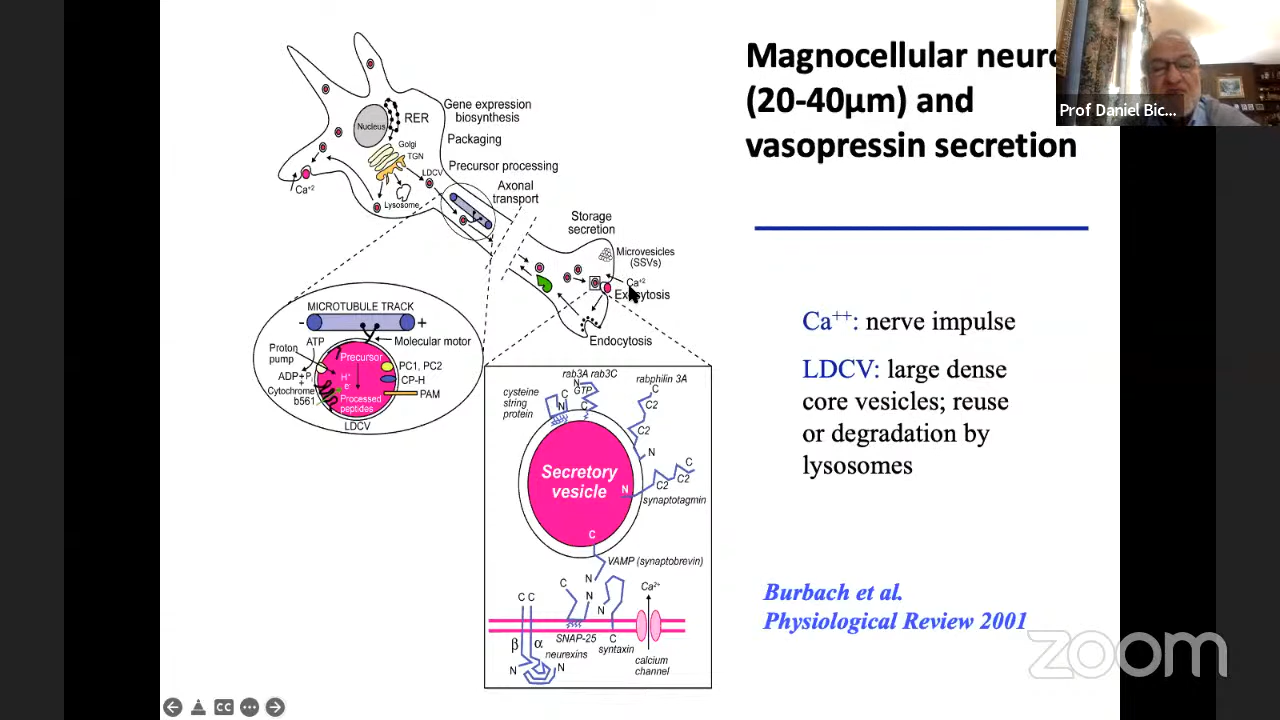 Magnocellular neuro
(20-40µm) and
vasopressin secretion
Prof Daniel Bic...
Ca++: nerve impulse
LDCV: large dense
core vesicles; reuse
or degradation by
lysosomes
Burbach et al.
Physiological Review 2001
zoom
Nucleus
RER
Golgi
TGN
LDCV
Lysosome
Ca+2
Gene expression
biosynthesis
Packaging
Precursor processing
Axonal
transport
Storage
secretion
Microvesicles
(SSVs)
Ca+2
Exocytosis
Endocytosis
MICROTUBULE TRACK
- +
ATP
Molecular motor
Proton
pump
Precursor
PC1, PC2
ADP+Pi
H+
CP-H
e-
Cytochrome
b561
Processed
peptides
PAM
LDCV
rab3A rab3C
rabphilin 3A
cysteine
string
protein
N
GTP
C
C
N
C
C2
C2
N
Secretory
vesicle
N
C
C2 C2
synaptotagmin
C
VAMP (synaptobrevin)
N
C
N
N
Ca2+
C C
β α
SNAP-25
C
syntaxin
neurexins
N N
calcium
channel
CC